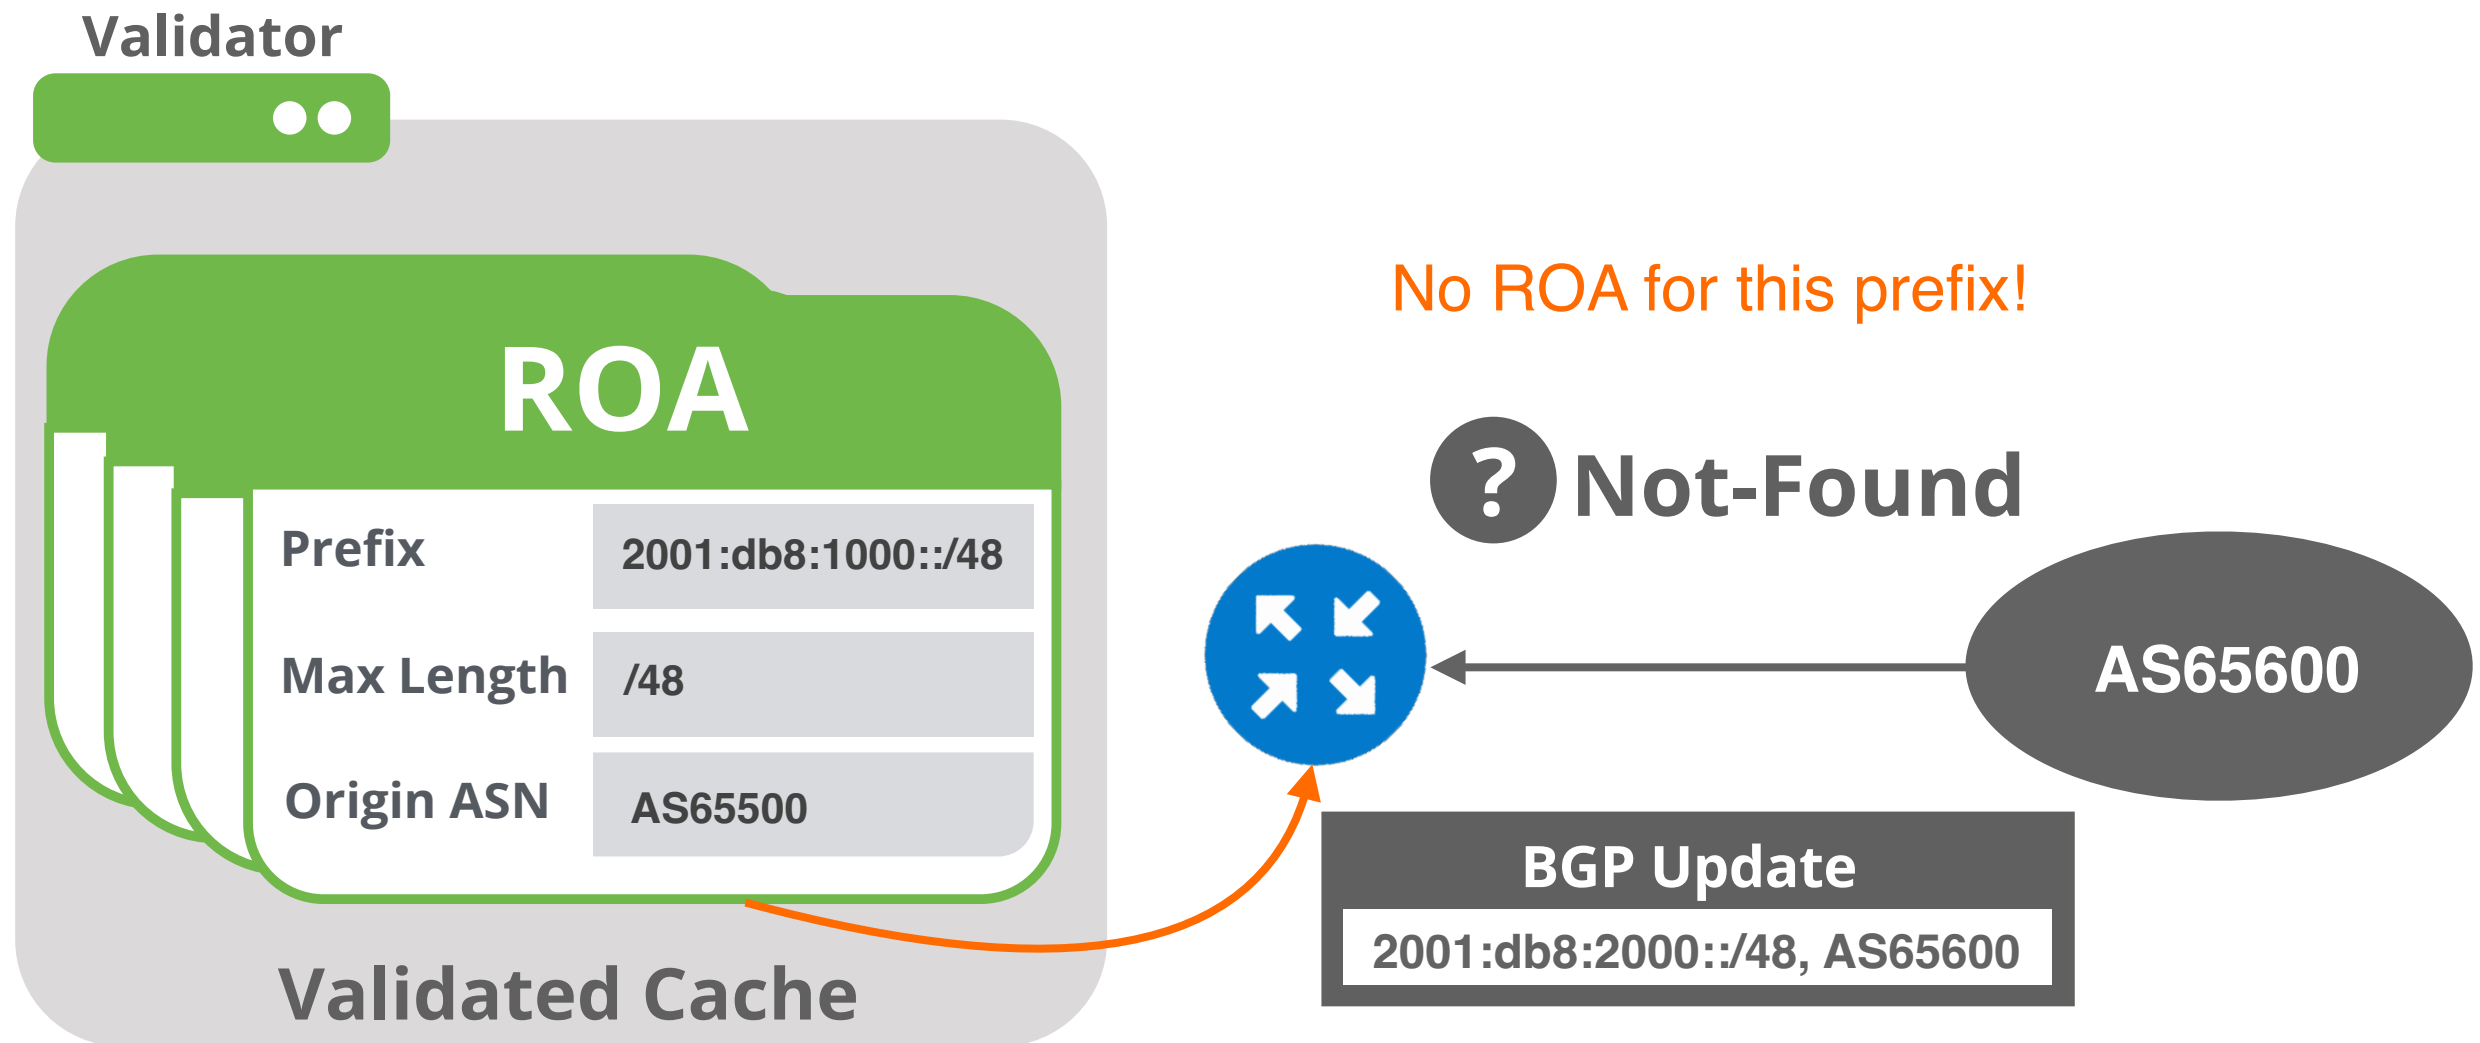 Validator
ROA
Prefix 2001:db8:1000::/48
Max Length /48
Origin ASN AS65500
Validated Cache
No ROA for this prefix!
? Not-Found
AS65600
BGP Update
2001:db8:2000::/48, AS65600